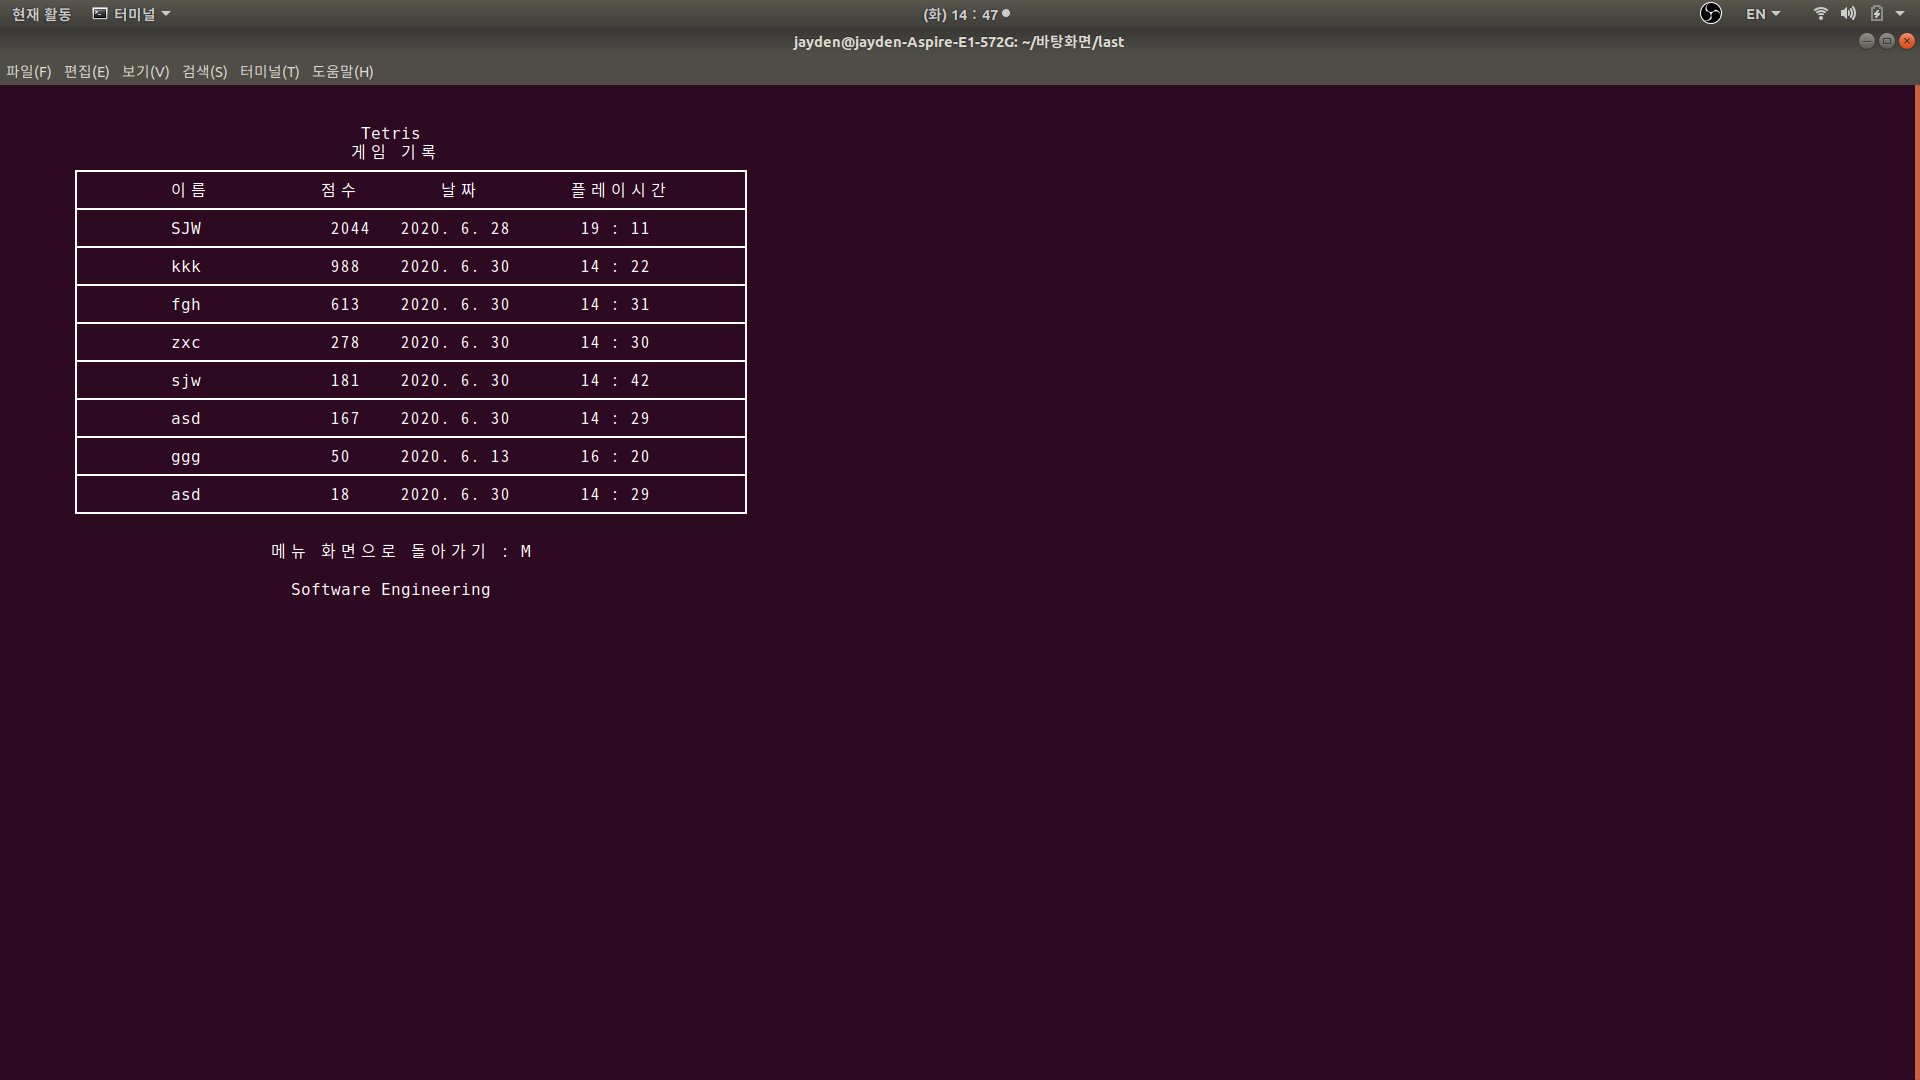 현재 활동 터미널 (화) 14 : 47 EN
jayden@jayden-Aspire-E1-572G: ~/바탕화면/last
파일(F) 편집(E) 보기(V) 검색(S) 터미널(T) 도움말(H)
Tetris
게임 기록
이름 점수 날짜 플레이시간
SJW 2044 2020. 6. 28 19 : 11
kkk 988 2020. 6. 30 14 : 22
fgh 613 2020. 6. 30 14 : 31
zxc 278 2020. 6. 30 14 : 30
sjw 181 2020. 6. 30 14 : 42
asd 167 2020. 6. 30 14 : 29
ggg 50 2020. 6. 13 16 : 20
asd 18 2020. 6. 30 14 : 29
메뉴 화면으로 돌아가기 : M
Software Engineering